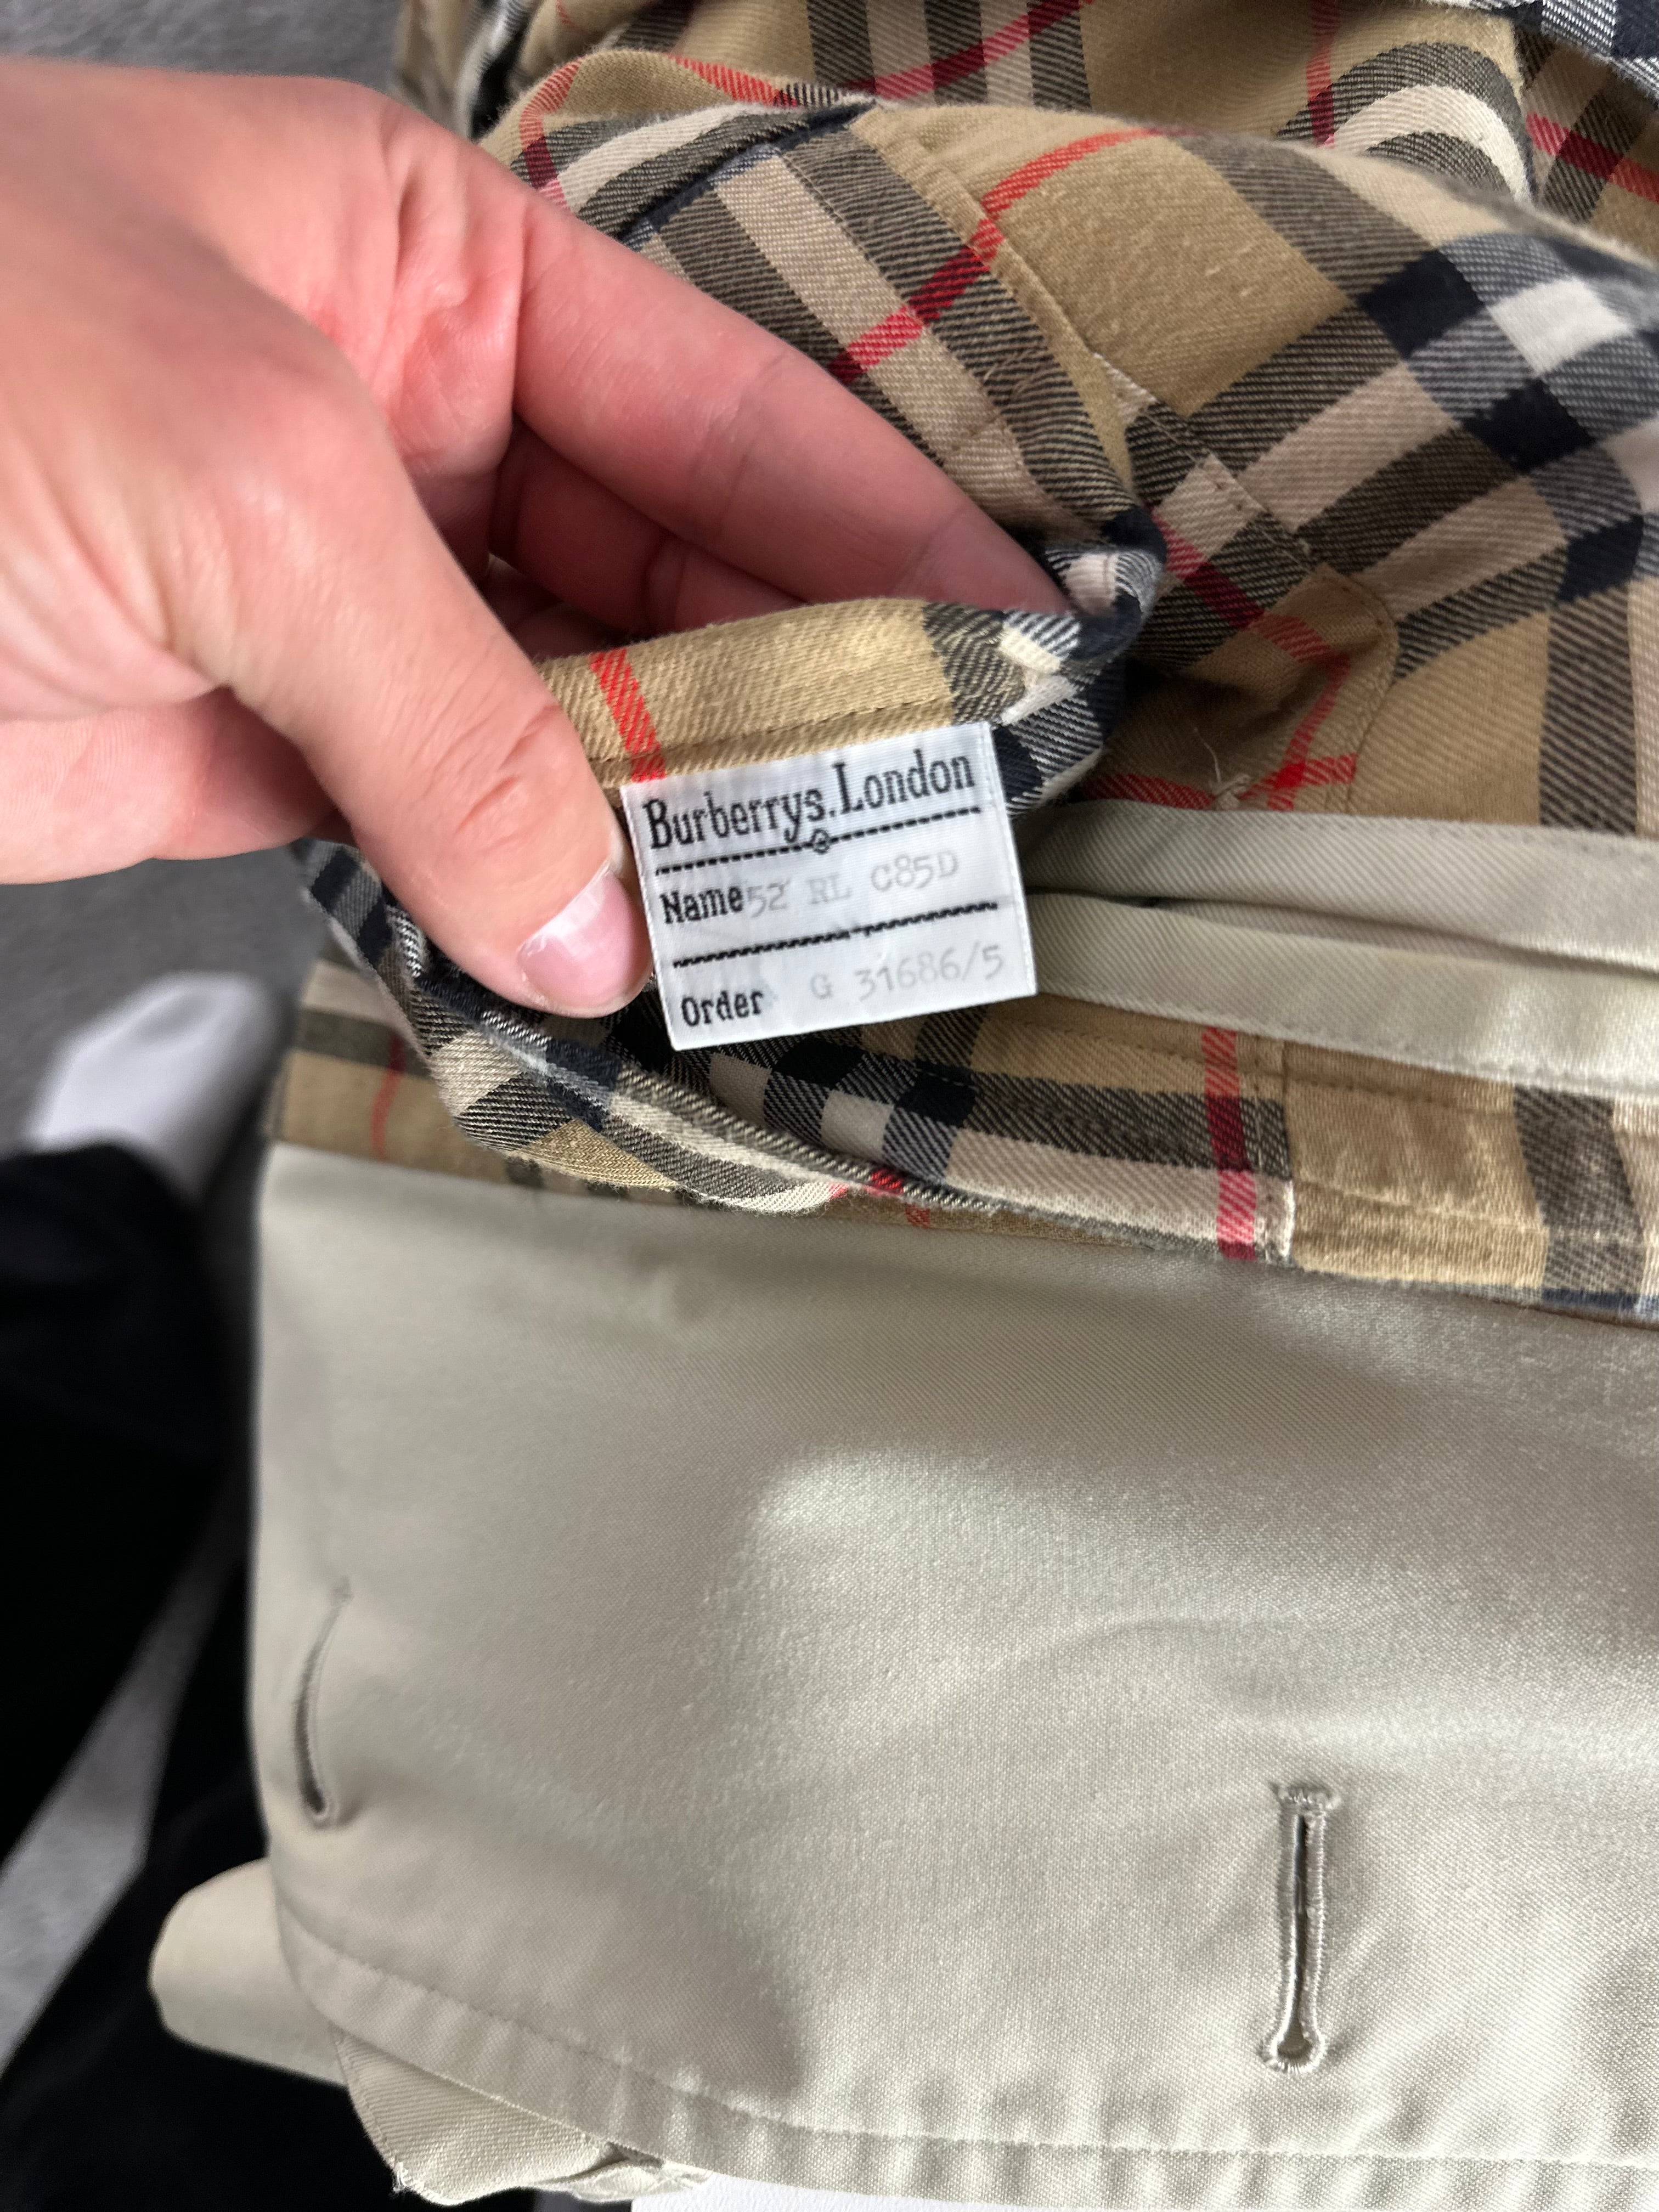 Burberrys. London
Name 52 RL C85D
Order G 31686/5